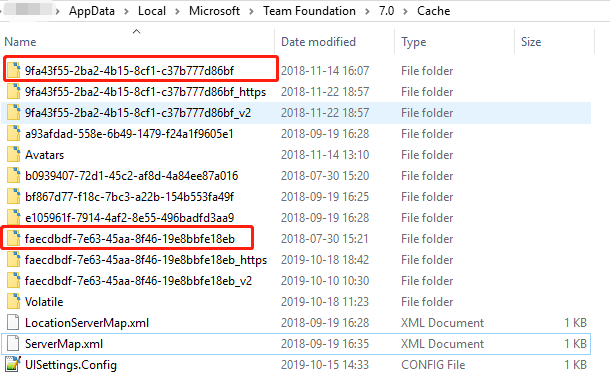 AppData > Local > Microsoft > Team Foundation > 7.0 > Cache
Name Date modified Type Size
9fa43f55-2ba2-4b15-8cf1-c37b777d86bf 2018-11-14 16:07 File folder
9fa43f55-2ba2-4b15-8cf1-c37b777d86bf_https 2018-11-22 18:57 File folder
9fa43f55-2ba2-4b15-8cf1-c37b777d86bf_v2 2018-11-22 18:57 File folder
a93afdad-558e-6b49-1479-f24a1f9605e1 2018-09-19 16:28 File folder
Avatars 2018-11-14 13:10 File folder
b0939407-72d1-45c2-af8d-4a84ee87a016 2018-07-30 15:20 File folder
bf867d77-f18c-7bc3-a22b-154b553fa49f 2018-09-19 16:25 File folder
e105961f-7914-4af2-8e55-496badfd3aa9 2018-09-19 16:28 File folder
faecdbdf-7e63-45aa-8f46-19e8bbfe18eb 2018-07-30 15:21 File folder
faecdbdf-7e63-45aa-8f46-19e8bbfe18eb_https 2019-10-18 18:42 File folder
faecdbdf-7e63-45aa-8f46-19e8bbfe18eb_v2 2019-10-10 10:30 File folder
Volatile 2019-10-18 11:23 File folder
LocationServerMap.xml 2018-09-19 16:28 XML Document 1 KB
ServerMap.xml 2018-09-19 16:35 XML Document 1 KB
UISettings.Config 2019-10-15 14:33 CONFIG File 1 KB